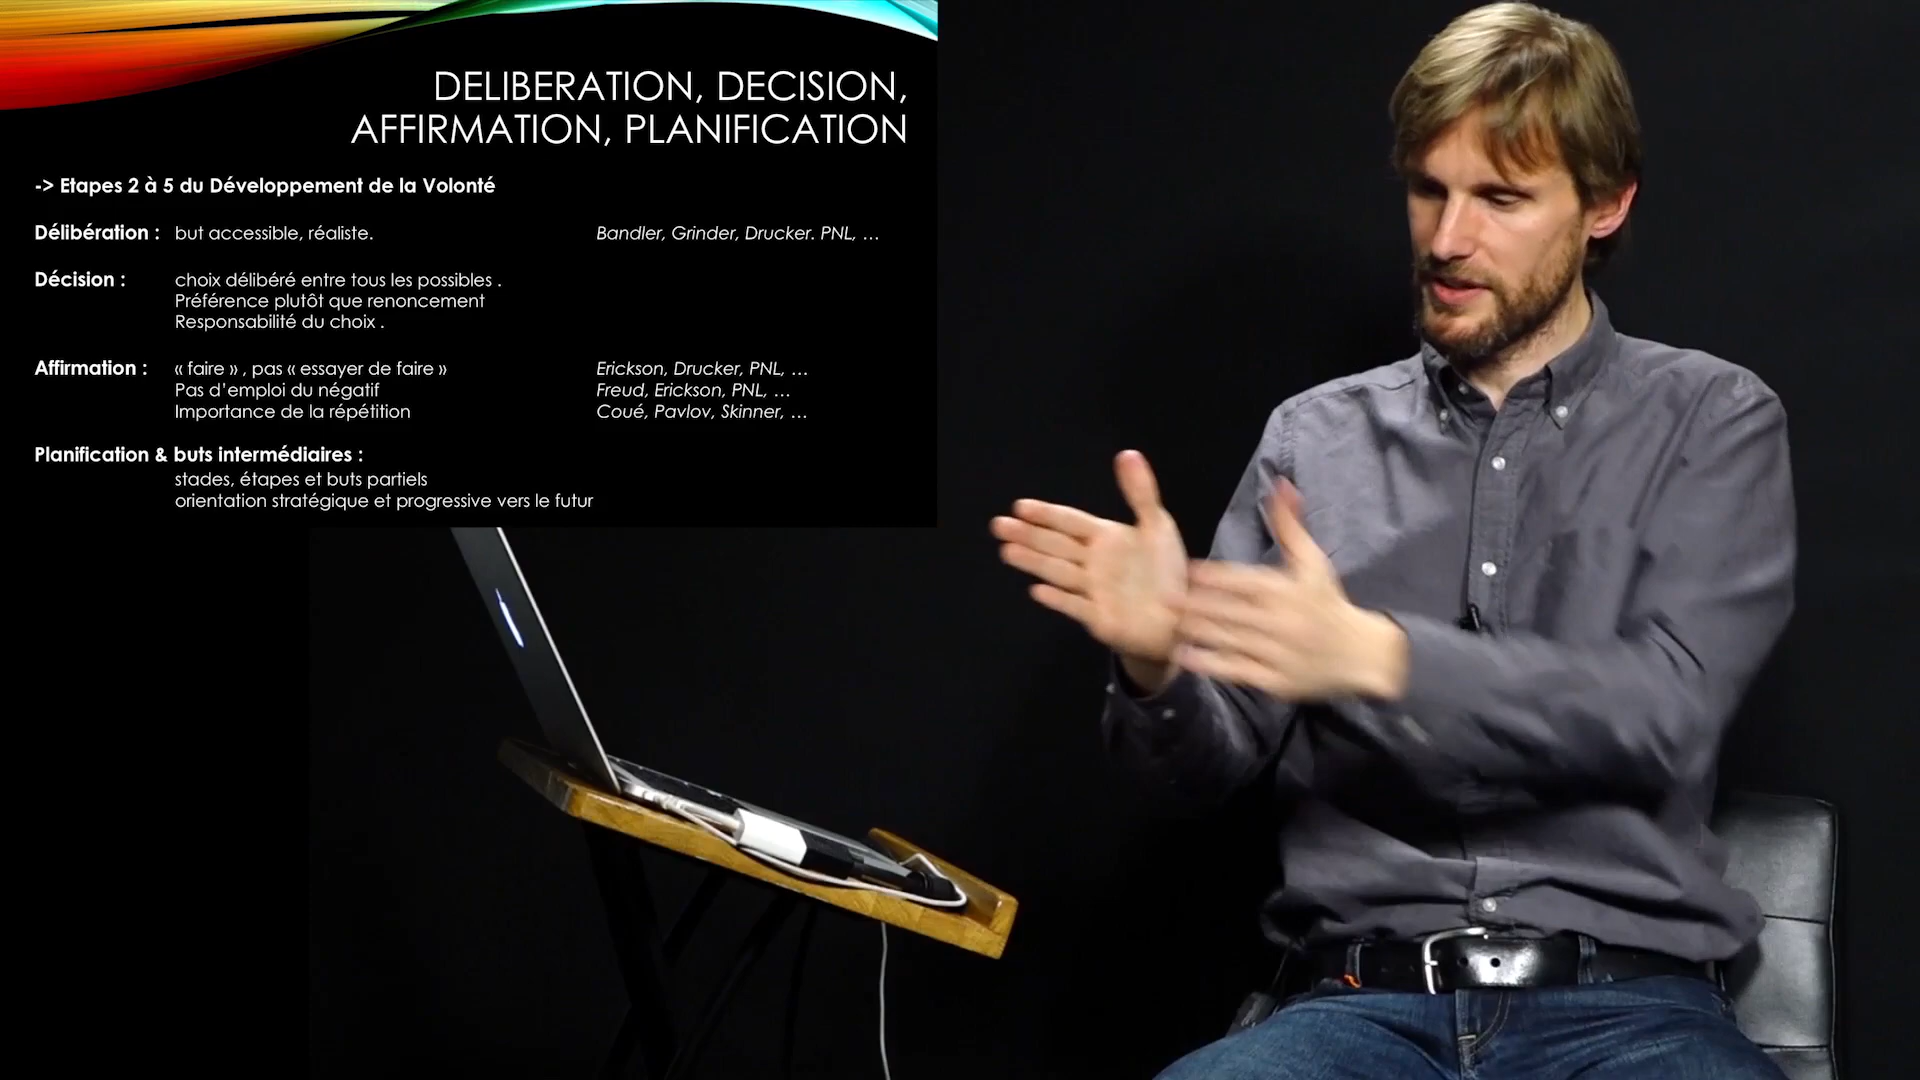 DELIBERATION, DECISION,
AFFIRMATION, PLANIFICATION
-> Etapes 2 à 5 du Développement de la Volonté
Délibération : but accessible, réaliste. Bandler, Grinder, Drucker. PNL, …
Décision : choix délibéré entre tous les possibles .
Préférence plutôt que renoncement
Responsabilité du choix .
Affirmation : « faire » , pas « essayer de faire » Erickson, Drucker, PNL, …
Pas d’emploi du négatif Freud, Erickson, PNL, …
Importance de la répétition Coué, Pavlov, Skinner, …
Planification & buts intermédiaires :
stades, étapes et buts partiels
orientation stratégique et progressive vers le futur